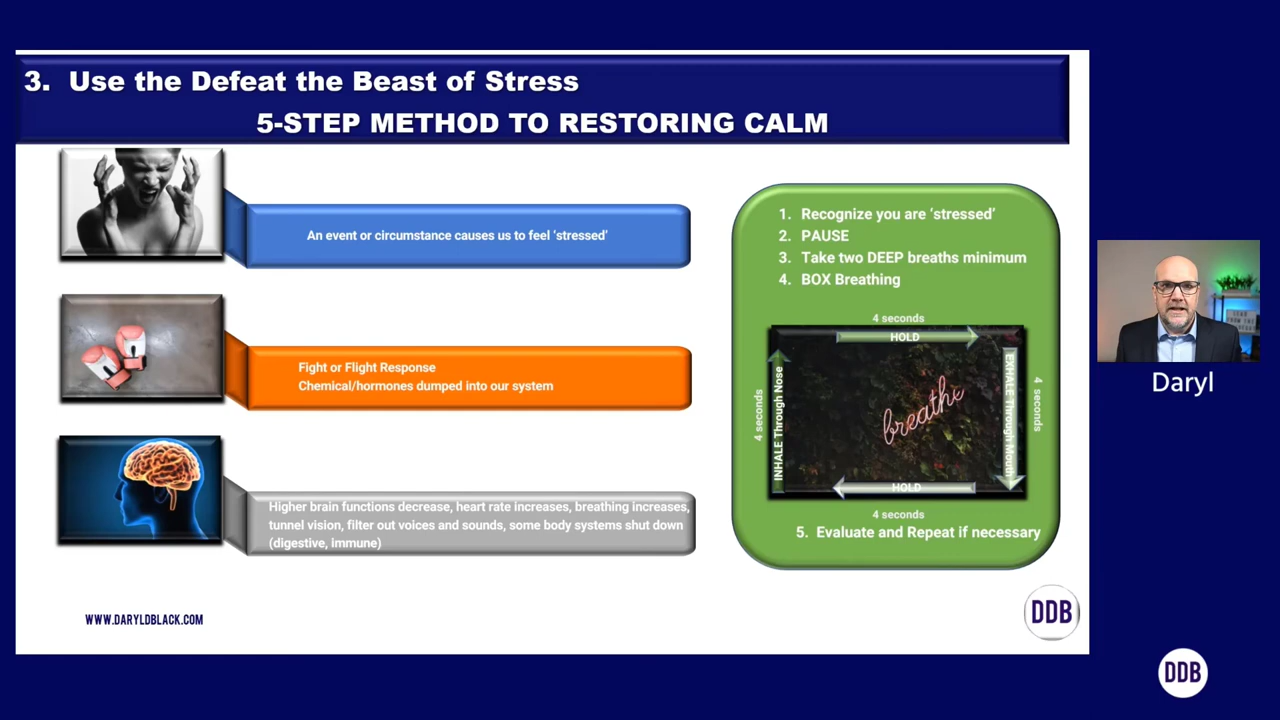 3. Use the Defeat the Beast of Stress
5-STEP METHOD TO RESTORING CALM
An event or circumstance causes us to feel ‘stressed’
Fight or Flight Response
Chemical/hormones dumped into our system
Higher brain functions decrease, heart rate increases, breathing increases,
tunnel vision, filter out voices and sounds, some body systems shut down
(digestive, immune)
1. Recognize you are ‘stressed’
2. PAUSE
3. Take two DEEP breaths minimum
4. BOX Breathing
4 seconds
HOLD
4 seconds
INHALE Through Nose
breathe
EXHALE Through Mouth
4 seconds
HOLD
4 seconds
5. Evaluate and Repeat if necessary
WWW.DARYLDBLACK.COM
DDB
Daryl
DDB